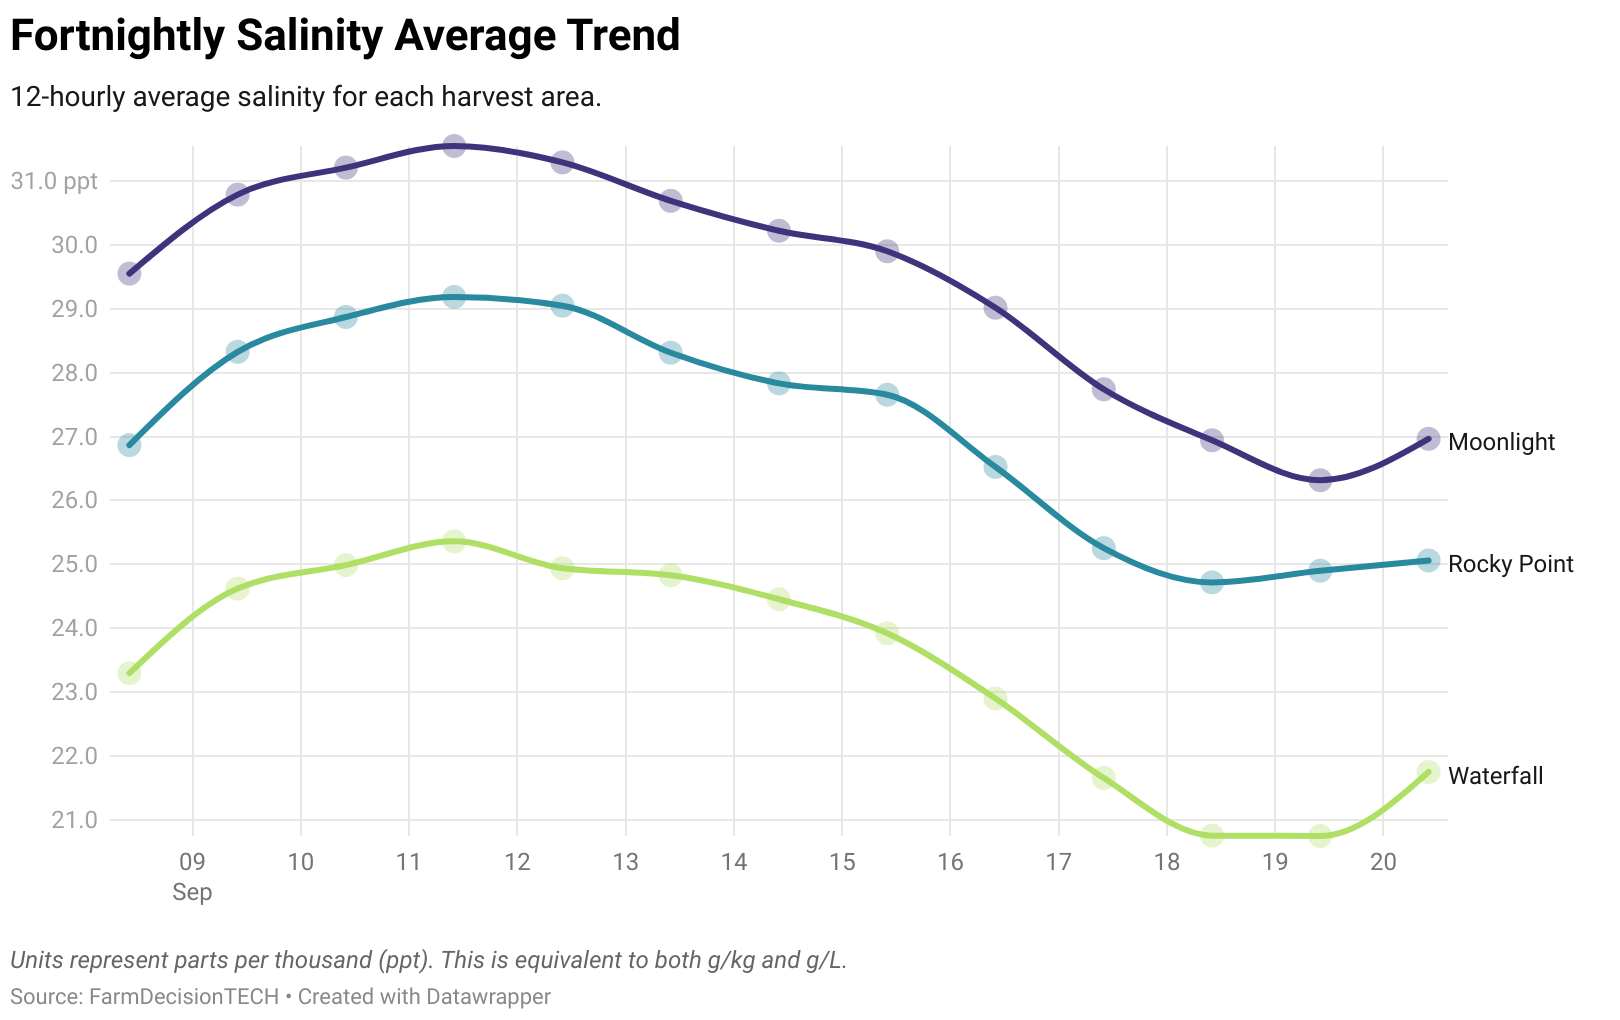 Fortnightly Salinity Average Trend
12-hourly average salinity for each harvest area.
31.0 ppt
30.0
29.0
28.0
27.0
26.0
25.0
24.0
23.0
22.0
21.0
Moonlight
Rocky Point
Waterfall
09 10 11 12 13 14 15 16 17 18 19 20
Sep
Units represent parts per thousand (ppt). This is equivalent to both g/kg and g/L.
Source: FarmDecisionTECH • Created with Datawrapper